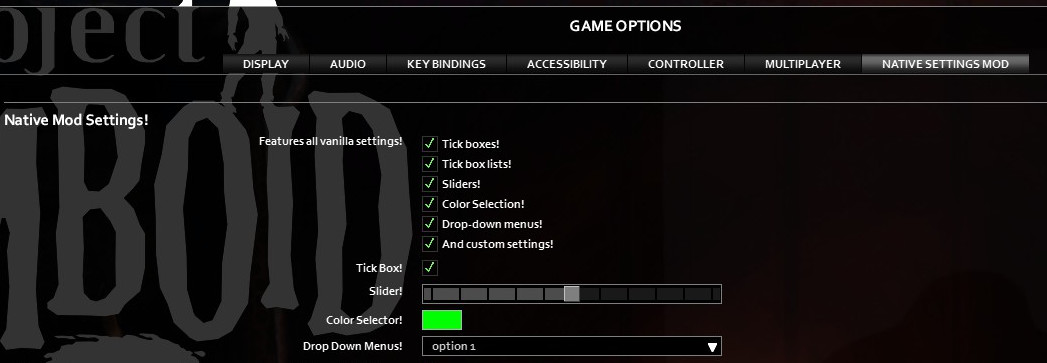 oject
GAME OPTIONS
DISPLAY AUDIO KEY BINDINGS ACCESSIBILITY CONTROLLER MULTIPLAYER NATIVE SETTINGS MOD
BOID
Native Mod Settings!
Features all vanilla settings! Tick boxes!
Tick box lists!
Sliders!
Color Selection!
Drop-down menus!
And custom settings!
Tick Box!
Slider!
Color Selector!
Drop Down Menus! option 1